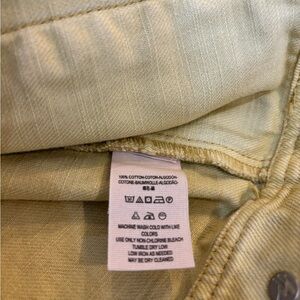 100% COTTON-COTON-ALGODÓN
COTONE-BAUMWOLLE-ALGODÃO-
MACHINE WASH COLD WITH LIKE
COLORS
USE ONLY NON-CHLORINE BLEACH
TUMBLE DRY LOW
LOW IRON AS NEEDED
MAY BE DRY CLEANED